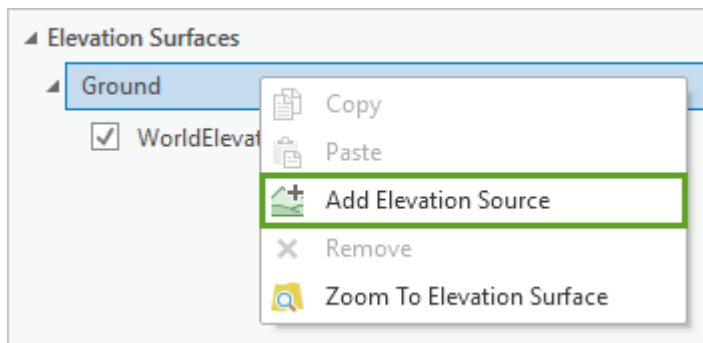 Elevation Surfaces
Ground
Copy
WorldElevat
Paste
Add Elevation Source
Remove
Zoom To Elevation Surface